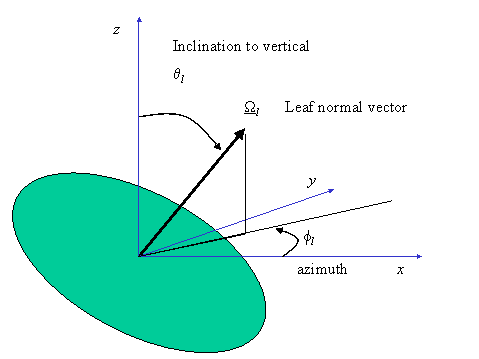 z
Inclination to vertical
θl
Ωl Leaf normal vector
y
ϕl
azimuth x